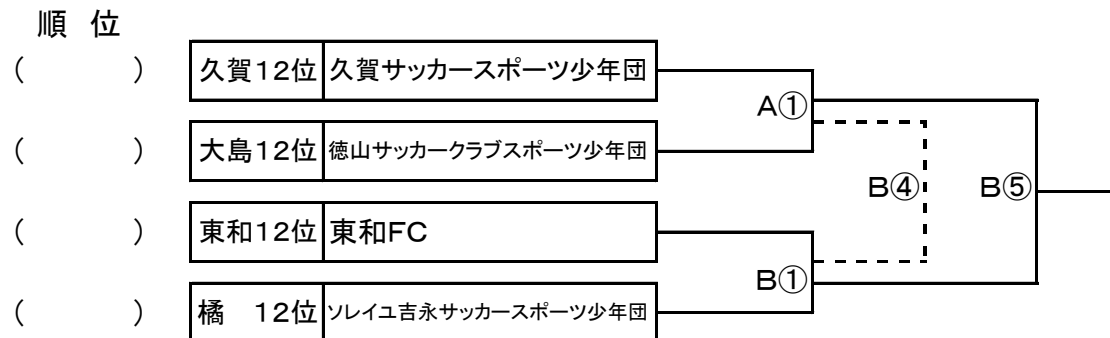 順 位
( ) 久賀12位 久賀サッカースポーツ少年団
A①
( ) 大島12位 徳山サッカークラブスポーツ少年団
B④ B⑤
( ) 東和12位 東和FC
B①
( ) 橘 12位 ソレイユ吉永サッカースポーツ少年団